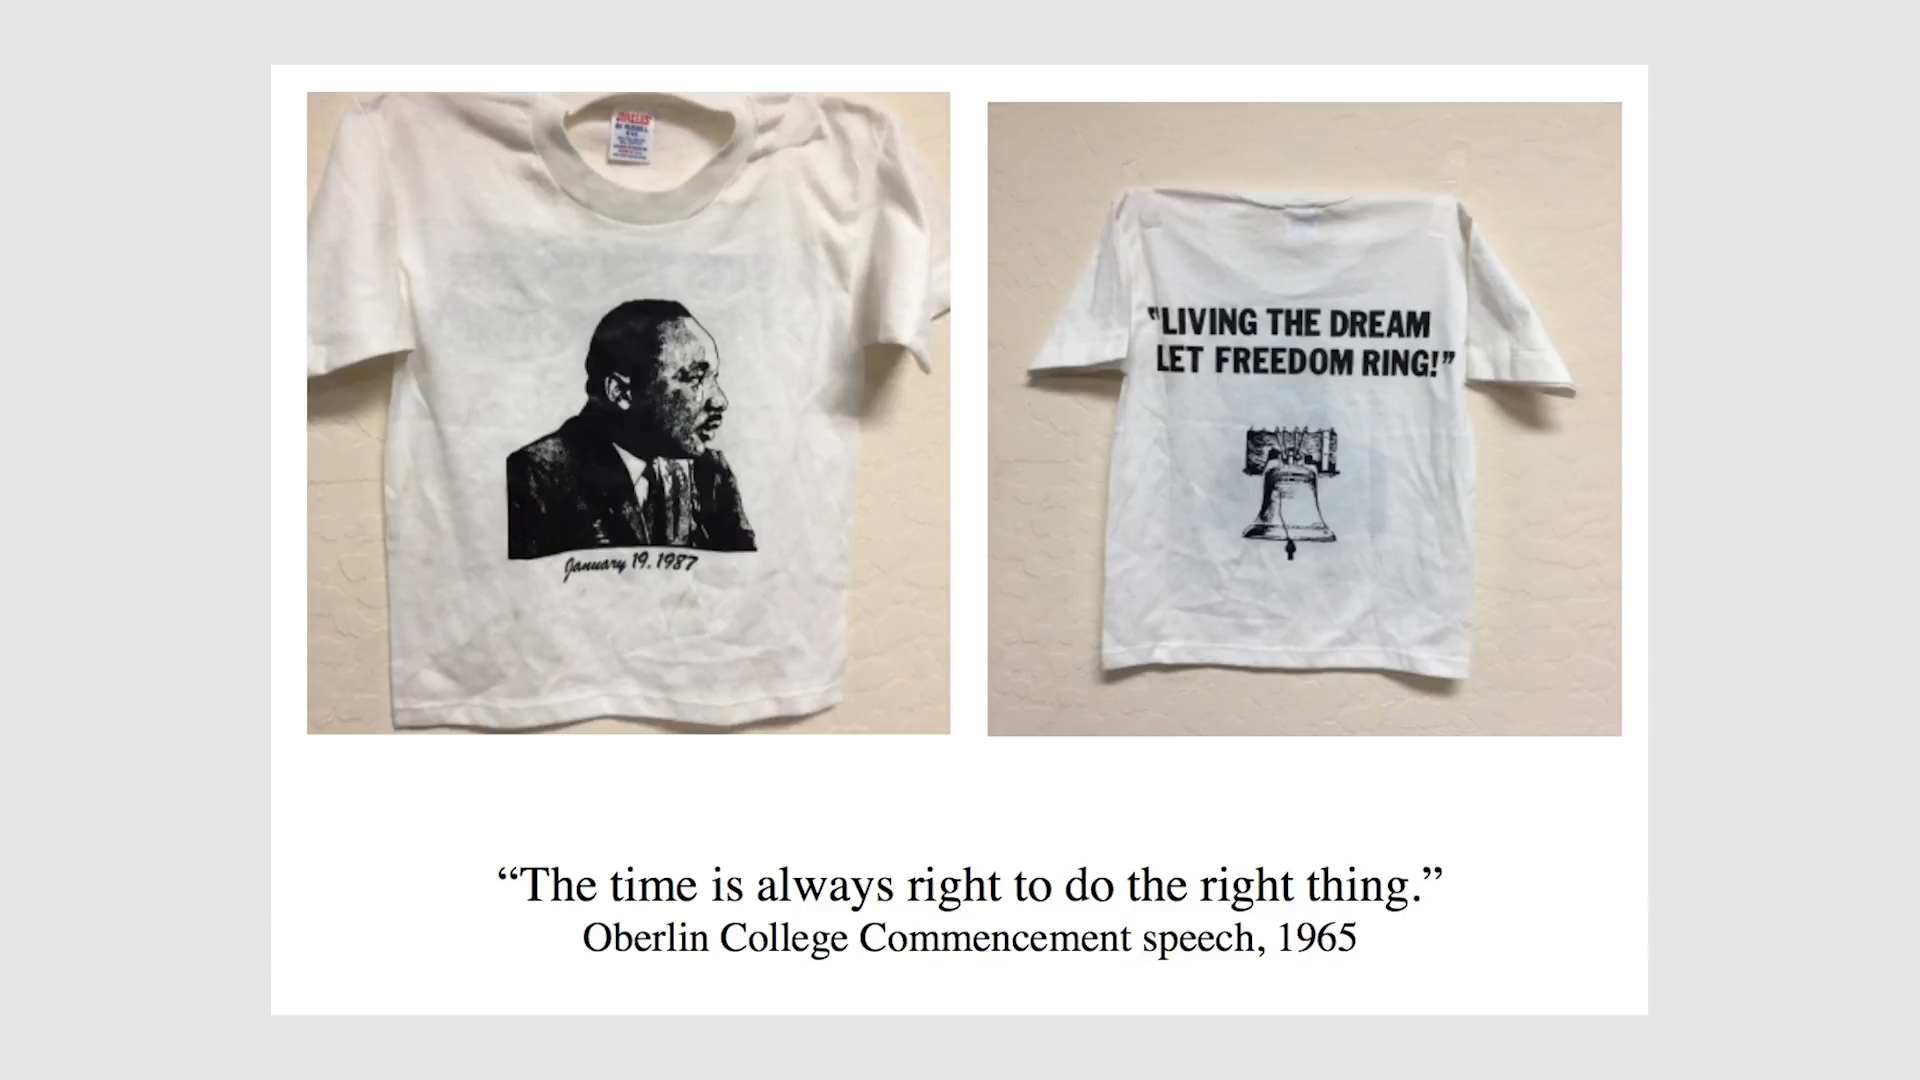 JERZEES
January 19. 1987
"LIVING THE DREAM
LET FREEDOM RING!"
“The time is always right to do the right thing.”
Oberlin College Commencement speech, 1965